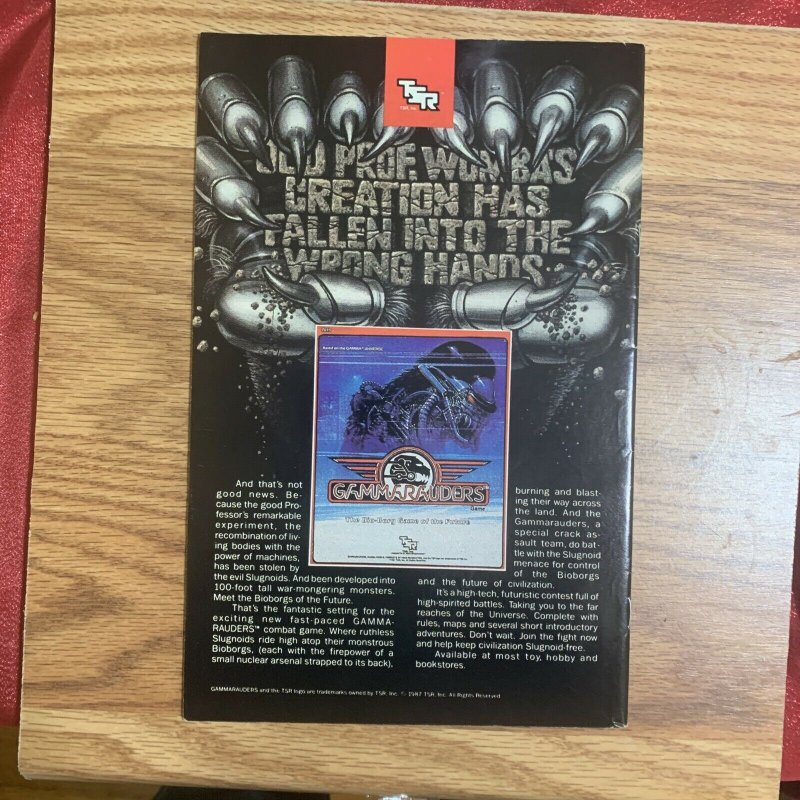 TSR
TSR, Inc.
OLD PROF. WOMBA'S
CREATION HAS
FALLEN INTO THE
WRONG HANDS.
Based on the GAMMA
GAMMARAUDERS™
Game
The Bio-Borg Game of the Future
TSR
And that's not
good news. Be-
cause the good Pro-
fessor's remarkable
experiment, the
recombination of liv-
ing bodies with the
power of machines,
has been stolen by
the evil Slugnoids. And been developed into
100-foot tall war-mongering monsters.
Meet the Bioborgs of the Future.
That's the fantastic setting for the
exciting new fast-paced GAMMA-
RAUDERS™ combat game. Where ruthless
Slugnoids ride high atop their monstrous
Bioborgs, (each with the firepower of a
small nuclear arsenal strapped to its back),
burning and blast-
ing their way across
the land. And the
Gammarauders, a
special crack as-
sault team, do bat-
tle with the Slugnoid
menace for control
of the Bioborgs
and the future of civilization.
It's a high-tech, futuristic contest full of
high-spirited battles. Taking you to the far
reaches of the Universe. Complete with
rules, maps and several short introductory
adventures. Don't wait. Join the fight now
and help keep civilization Slugnoid-free.
Available at most toy, hobby and
bookstores.
GAMMARAUDERS and the TSR logo are trademarks owned by TSR, Inc. © 1987 TSR, Inc. All Rights Reserved